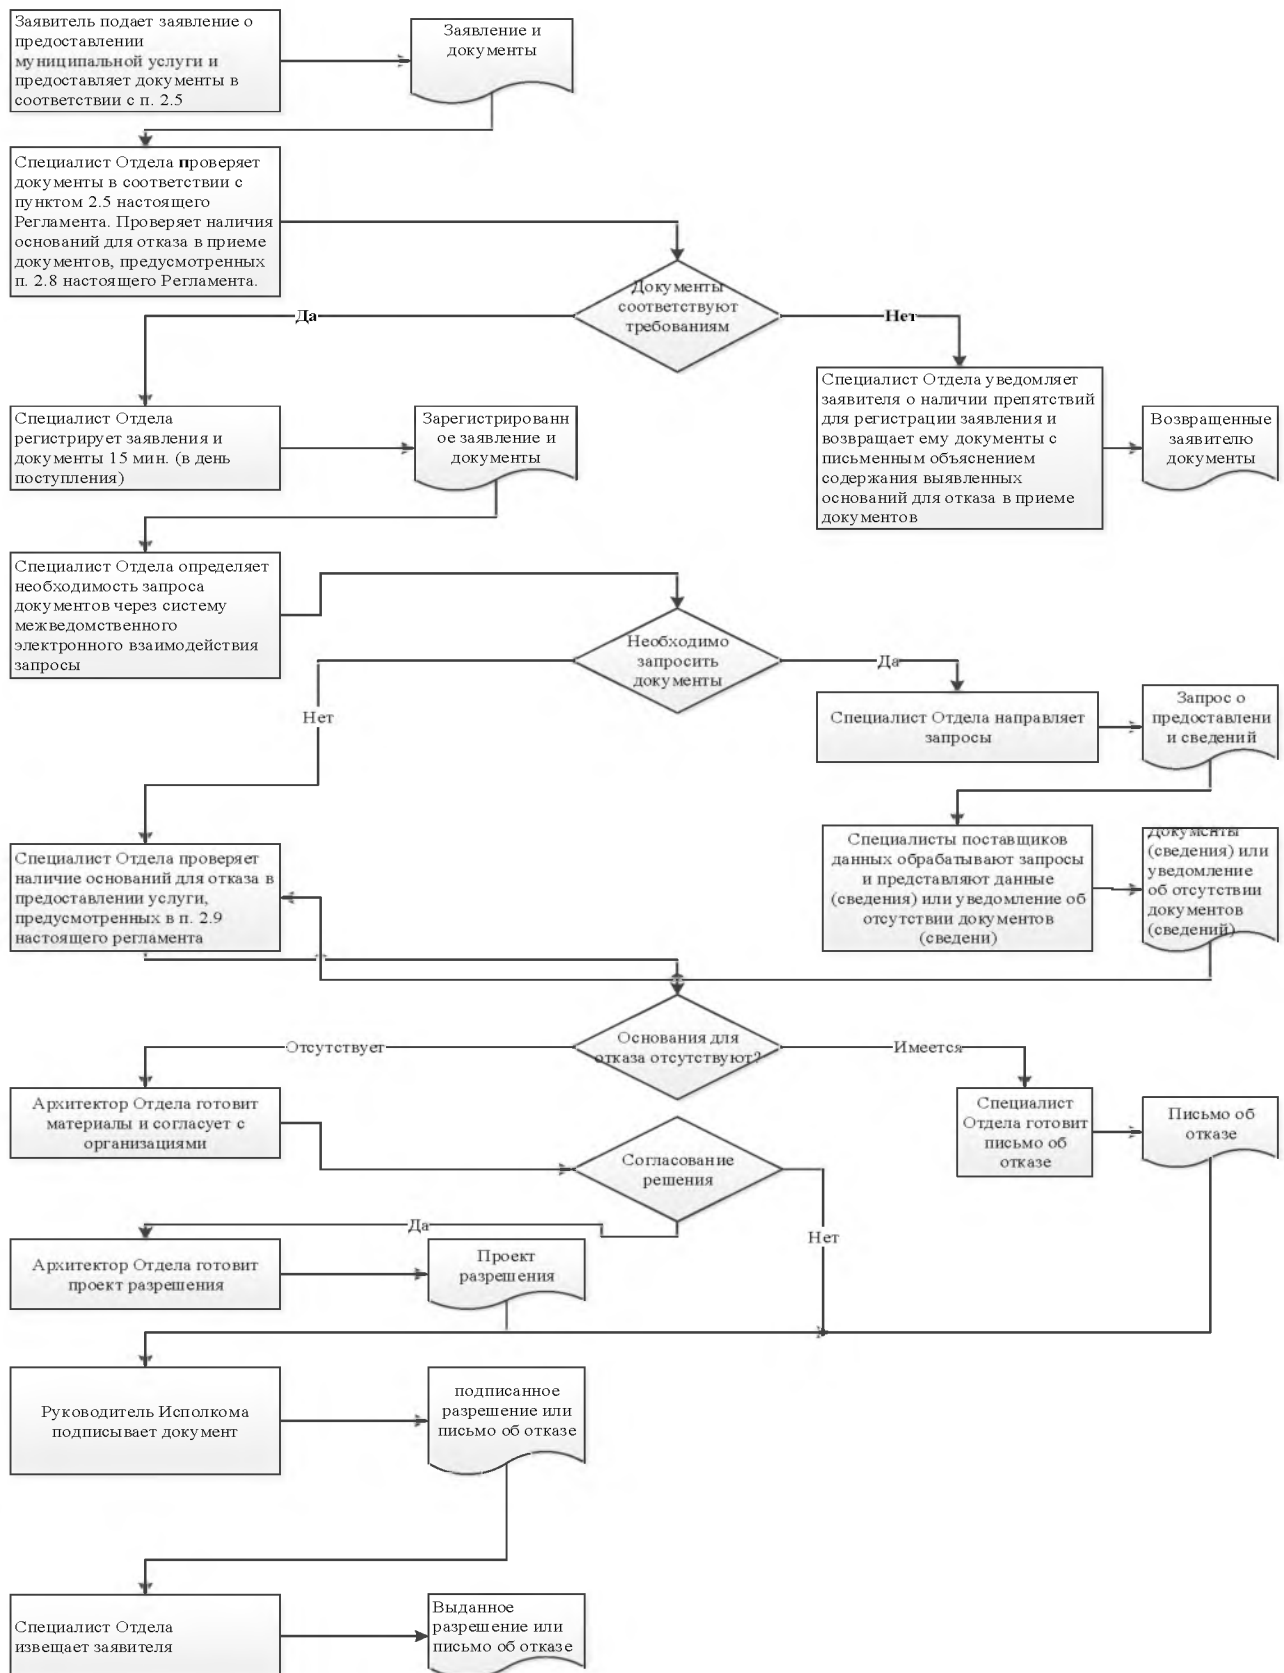 Заявитель подает заявление о
предоставлении
муниципальной услуги и
предоставляет документы в
соответствии с п. 2.5
Заявление и
документы
Специалист Отдела проверяет
документы в соответствии с
пунктом 2.5 настоящего
Регламента. Проверяет наличия
оснований для отказа в приеме
документов, предусмотренных
п. 2.8 настоящего Регламента.
Документы
соответствуют
требованиям
Да
Нет
Специалист Отдела
регистрирует заявления и
документы 15 мин. (в день
поступления)
Зарегистрированн
ое заявление и
документы
Специалист Отдела уведомляет
заявителя о наличии препятствий
для регистрации заявления и
возвращает ему документы с
письменным объяснением
содержания выявленных
оснований для отказа в приеме
документов
Возвращенные
заявителю
документы
Специалист Отдела определяет
необходимость запроса
документов через систему
межведомственного
электронного взаимодействия
запросы
Необходимо
запросить
документы
Да
Нет
Специалист Отдела направляет
запросы
Запрос о
предоставлени
и сведений
Специалист Отдела проверяет
наличие оснований для отказа в
предоставлении услуги,
предусмотренных в п. 2.9
настоящего регламента
Специалисты поставщиков
данных обрабатывают запросы
и представляют данные
(сведения) или уведомление об
отсутствии документов
(сведени)
Документы
(сведения) или
уведомление
об отсутствии
документов
(сведений)
Основания для
отказа отсутствуют?
Отсутствует
Имеется
Архитектор Отдела готовит
материалы и согласует с
организациями
Согласование
решения
Специалист
Отдела готовит
письмо об
отказе
Письмо об
отказе
Да
Нет
Архитектор Отдела готовит
проект разрешения
Проект
разрешения
Руководитель Исполкома
подписывает документ
подписанное
разрешение или
письмо об отказе
Специалист Отдела
извещает заявителя
Выданное
разрешение или
письмо об отказе